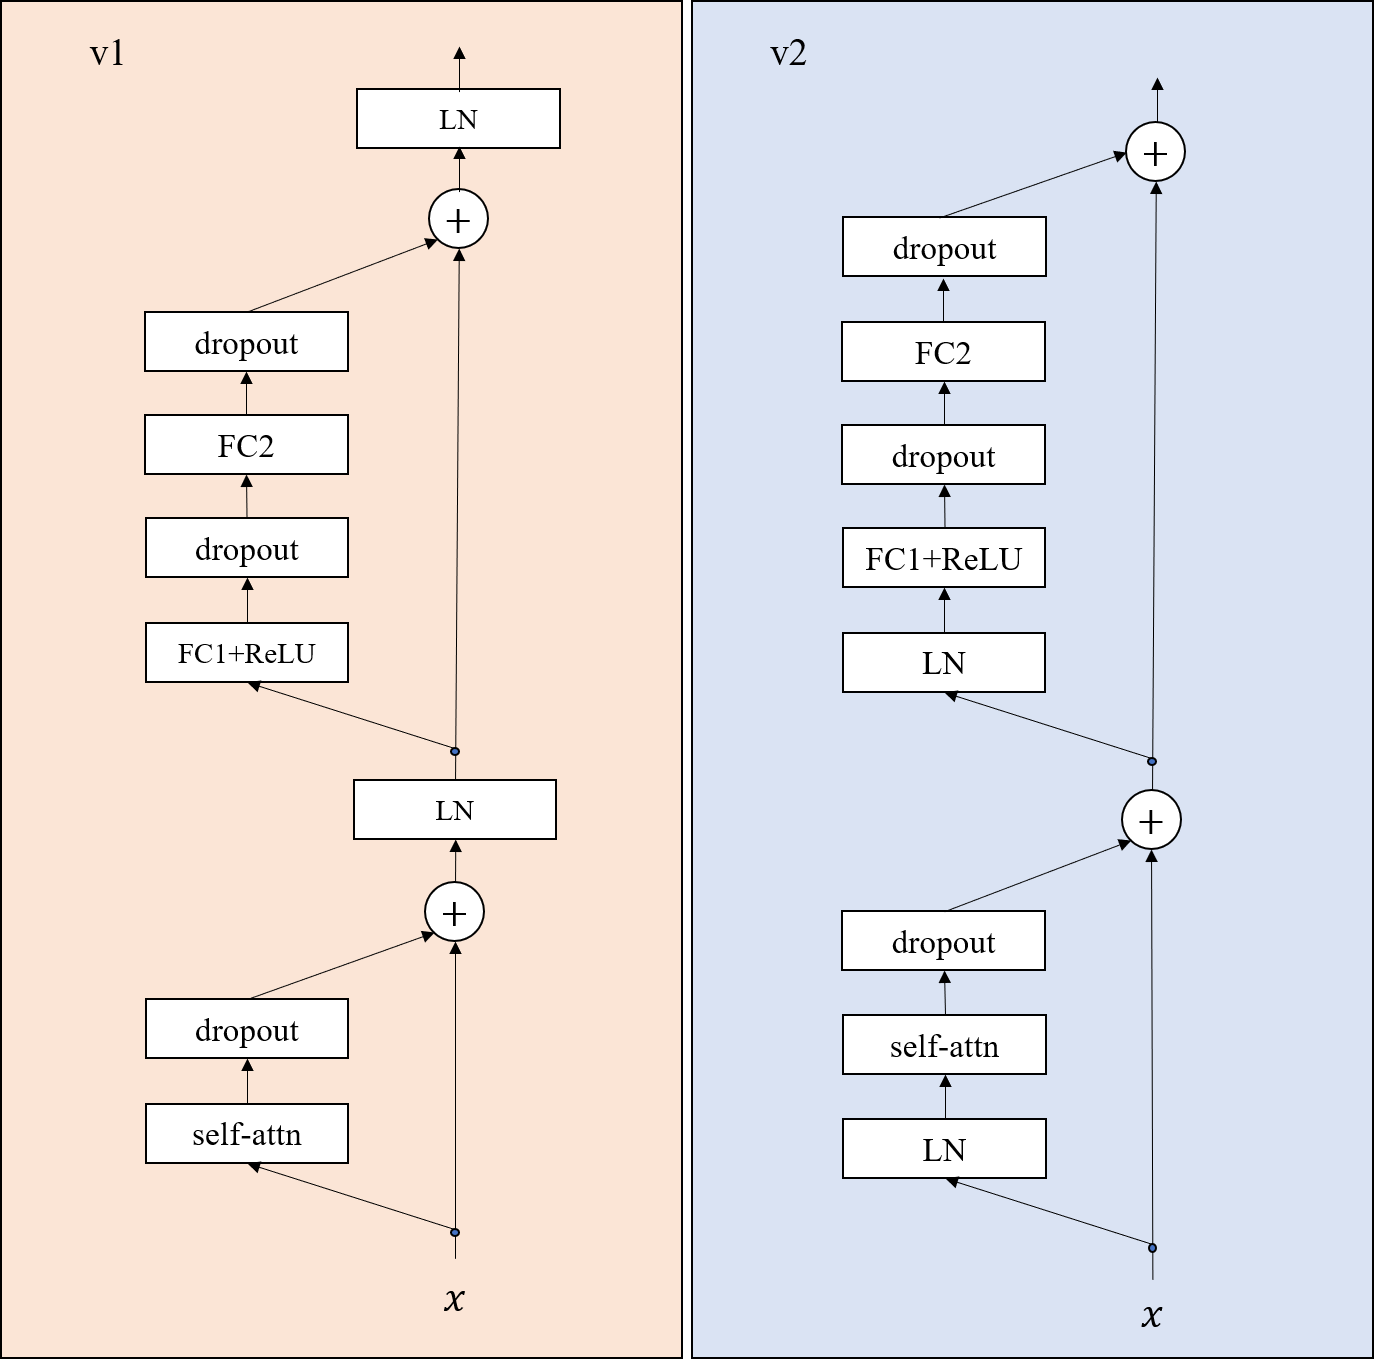 v1
LN
+
dropout
FC2
dropout
FC1+ReLU
LN
+
dropout
self-attn
x
v2
+
dropout
FC2
dropout
FC1+ReLU
LN
+
dropout
self-attn
LN
x